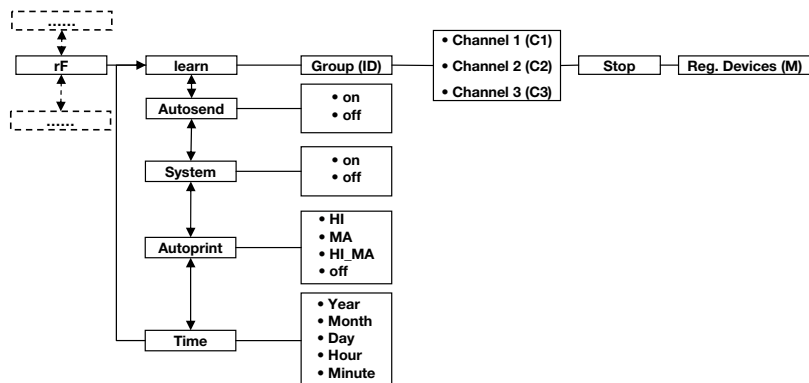 ......
rF
......
learn
Group (ID)
• Channel 1 (C1)
• Channel 2 (C2)
• Channel 3 (C3)
Stop
Reg. Devices (M)
Autosend
• on
• off
System
• on
• off
Autoprint
• HI
• MA
• HI_MA
• off
Time
• Year
• Month
• Day
• Hour
• Minute